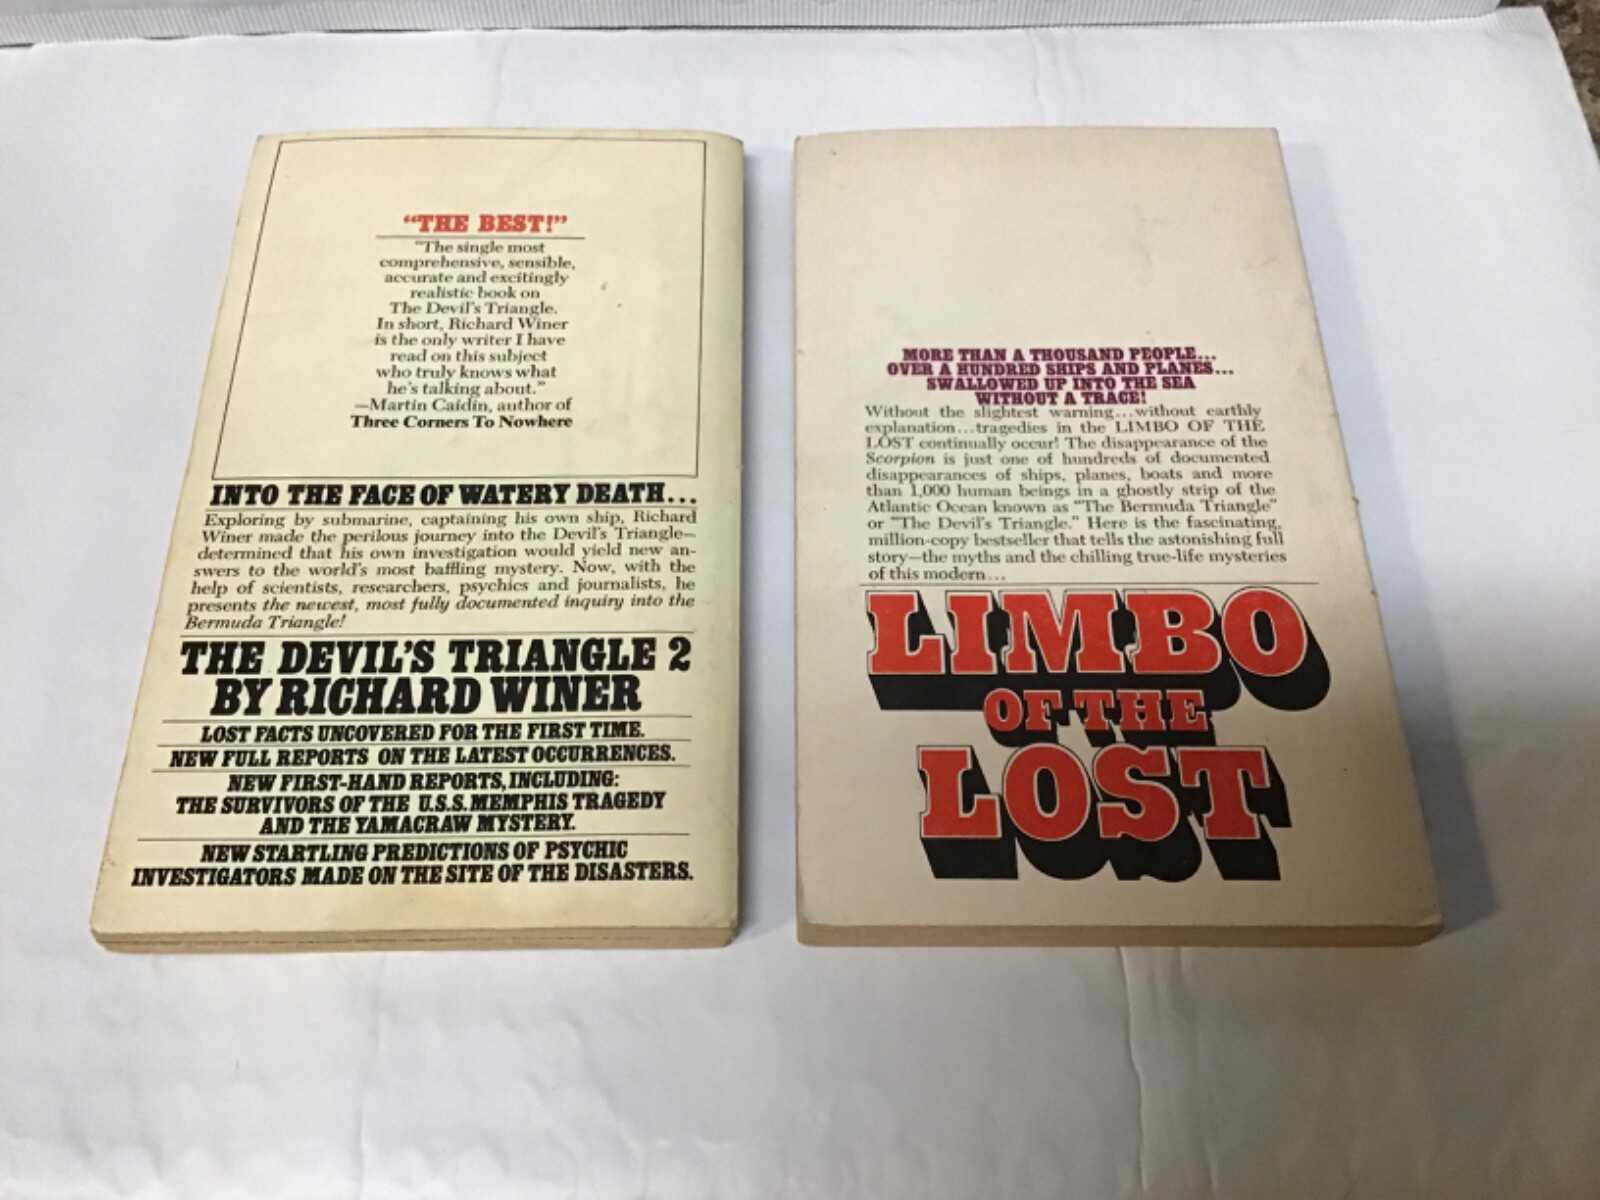 “THE BEST!”
"The single most
comprehensive, sensible,
accurate and excitingly
realistic book on
The Devil's Triangle.
In short, Richard Winer
is the only writer I have
read on this subject
who truly knows what
he's talking about."
—Martin Caidin, author of
Three Corners To Nowhere
INTO THE FACE OF WATERY DEATH...
Exploring by submarine, captaining his own ship, Richard
Winer made the perilous journey into the Devil's Triangle—
determined that his own investigation would yield new an-
swers to the world's most baffling mystery. Now, with the
help of scientists, researchers, psychics and journalists, he
presents the newest, most fully documented inquiry into the
Bermuda Triangle!
THE DEVIL'S TRIANGLE 2
BY RICHARD WINER
LOST FACTS UNCOVERED FOR THE FIRST TIME.
NEW FULL REPORTS ON THE LATEST OCCURRENCES.
NEW FIRST-HAND REPORTS, INCLUDING:
THE SURVIVORS OF THE U.S.S. MEMPHIS TRAGEDY
AND THE YAMACRAW MYSTERY.
NEW STARTLING PREDICTIONS OF PSYCHIC
INVESTIGATORS MADE ON THE SITE OF THE DISASTERS.
MORE THAN A THOUSAND PEOPLE...
OVER A HUNDRED SHIPS AND PLANES...
SWALLOWED UP INTO THE SEA
WITHOUT A TRACE!
Without the slightest warning...without earthly
explanation...tragedies in the LIMBO OF THE
LOST continually occur! The disappearance of the
Scorpion is just one of hundreds of documented
disappearances of ships, planes, boats and more
than 1,000 human beings in a ghostly strip of the
Atlantic Ocean known as "The Bermuda Triangle"
or "The Devil's Triangle." Here is the fascinating,
million-copy bestseller that tells the astonishing full
story—the myths and the chilling true-life mysteries
of this modern...
LIMBO
OF THE
LOST